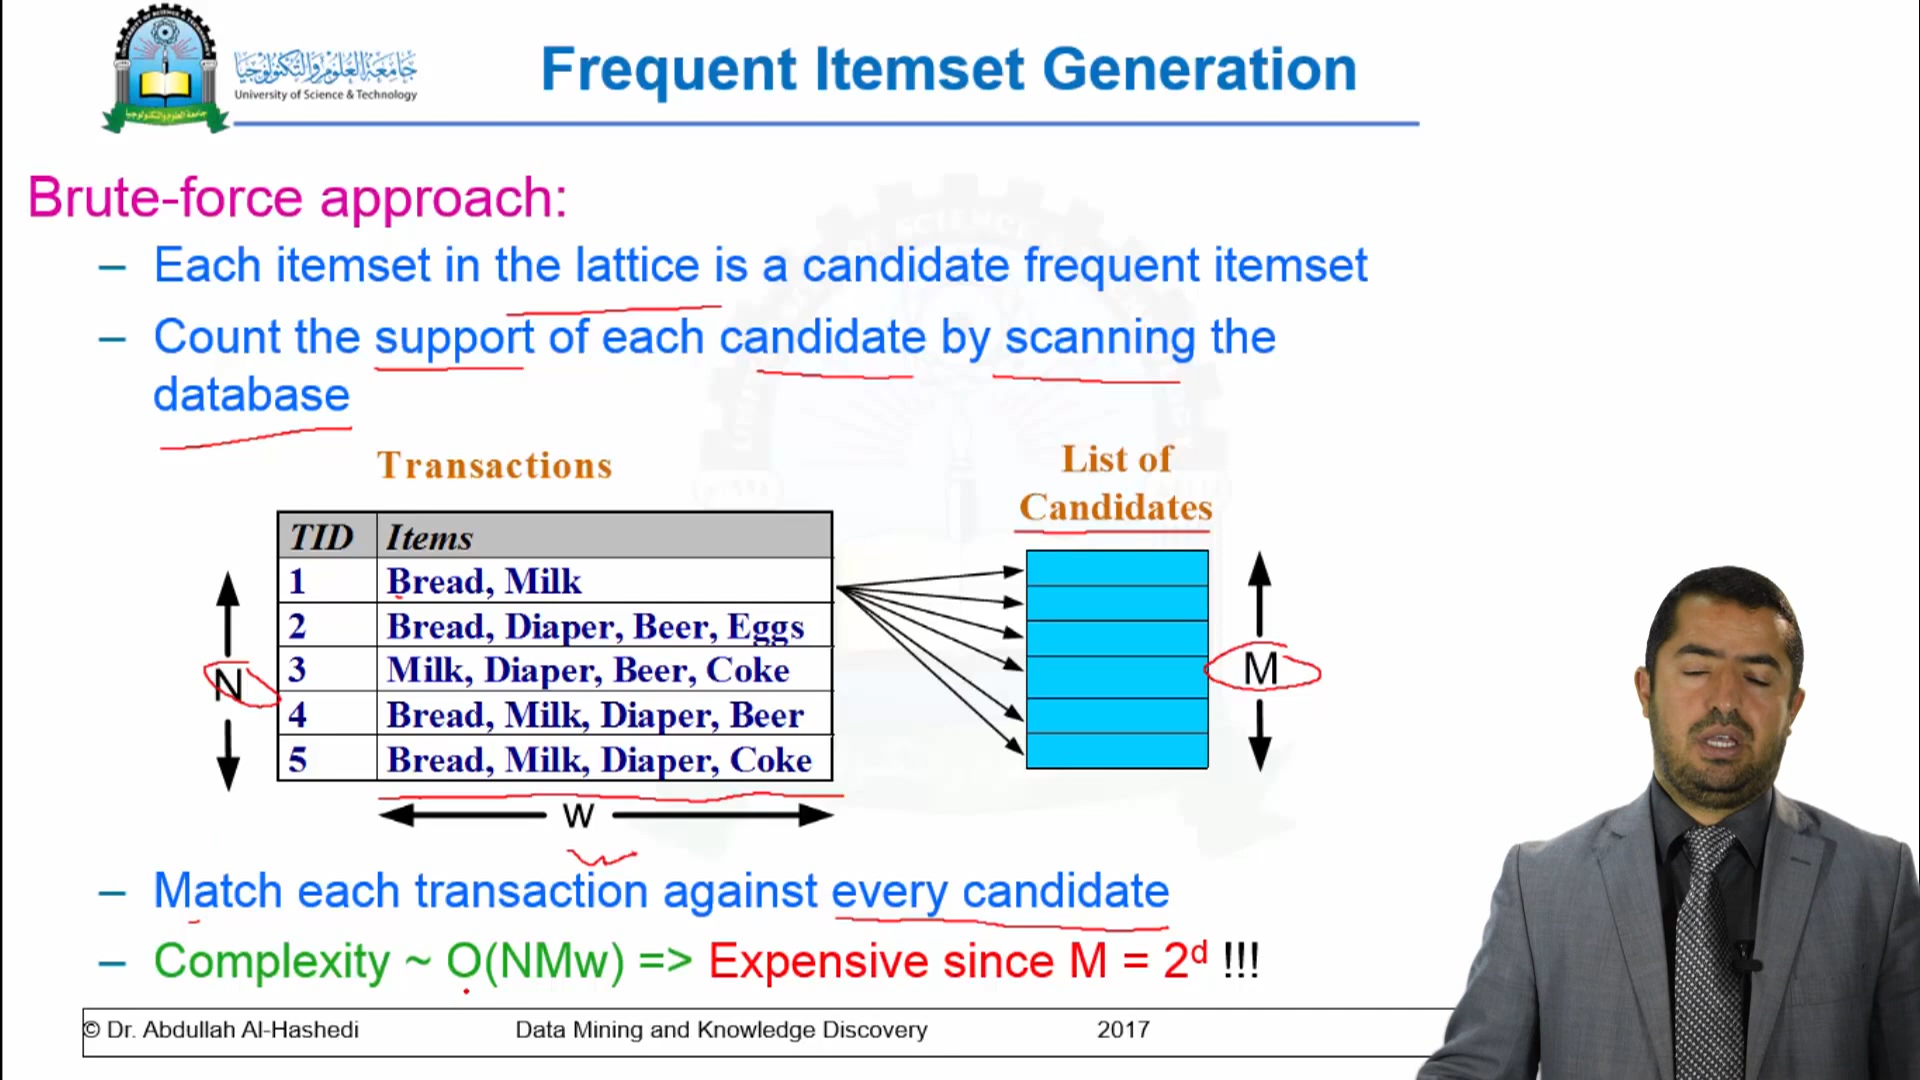 جامعة العلوم والتكنولوجيا
University of Science & Technology
Frequent Itemset Generation
Brute-force approach:
– Each itemset in the lattice is a candidate frequent itemset
– Count the support of each candidate by scanning the
database
Transactions
List of
Candidates
TID Items
1 Bread, Milk
2 Bread, Diaper, Beer, Eggs
3 Milk, Diaper, Beer, Coke
4 Bread, Milk, Diaper, Beer
5 Bread, Milk, Diaper, Coke
N
M
w
– Match each transaction against every candidate
– Complexity ~ O(NMw) => Expensive since M = 2ᵈ !!!
© Dr. Abdullah Al-Hashedi Data Mining and Knowledge Discovery 2017